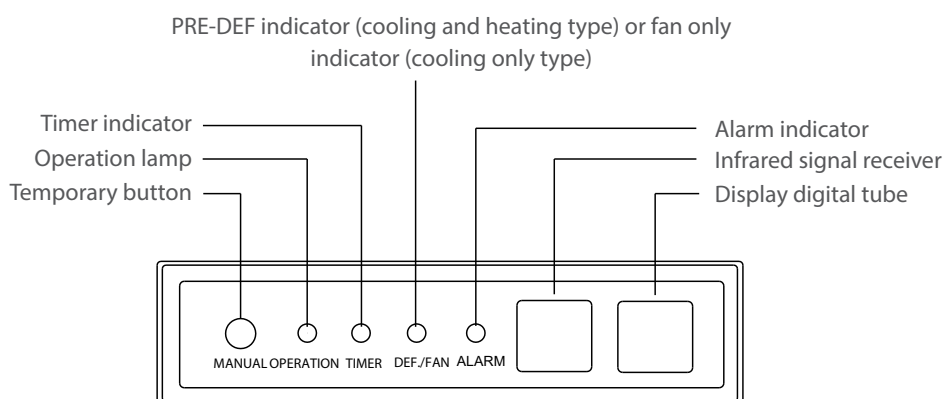 PRE-DEF indicator (cooling and heating type) or fan only
indicator (cooling only type)
Timer indicator
Operation lamp
Temporary button
Alarm indicator
Infrared signal receiver
Display digital tube
MANUAL OPERATION TIMER DEF./FAN ALARM